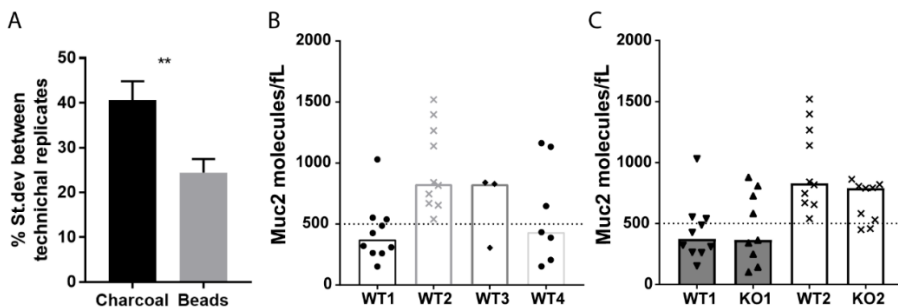 A
% St.dev between
technichal replicates
50
40
30
20
10
0
**
Charcoal Beads
B
Muc2 molecules/fL
2000
1500
1000
500
0
WT1 WT2 WT3 WT4
C
Muc2 molecules/fL
2000
1500
1000
500
0
WT1 KO1 WT2 KO2